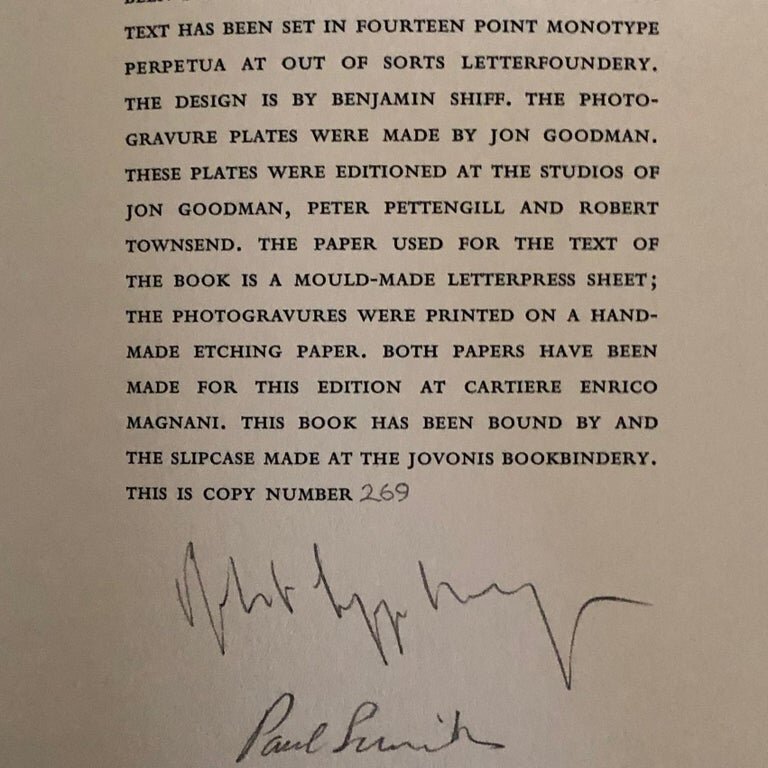 BEEN
TEXT HAS BEEN SET IN FOURTEEN POINT MONOTYPE
PERPETUA AT OUT OF SORTS LETTERFOUNDERY.
THE DESIGN IS BY BENJAMIN SHIFF. THE PHOTO-
GRAVURE PLATES WERE MADE BY JON GOODMAN.
THESE PLATES WERE EDITIONED AT THE STUDIOS OF
JON GOODMAN, PETER PETTENGILL AND ROBERT
TOWNSEND. THE PAPER USED FOR THE TEXT OF
THE BOOK IS A MOULD-MADE LETTERPRESS SHEET;
THE PHOTOGRAVURES WERE PRINTED ON A HAND-
MADE ETCHING PAPER. BOTH PAPERS HAVE BEEN
MADE FOR THIS EDITION AT CARTIERE ENRICO
MAGNANI. THIS BOOK HAS BEEN BOUND BY AND
THE SLIPCASE MADE AT THE JOVONIS BOOKBINDERY.
THIS IS COPY NUMBER 269
Robert Mapplethorpe
Paul Schmidt